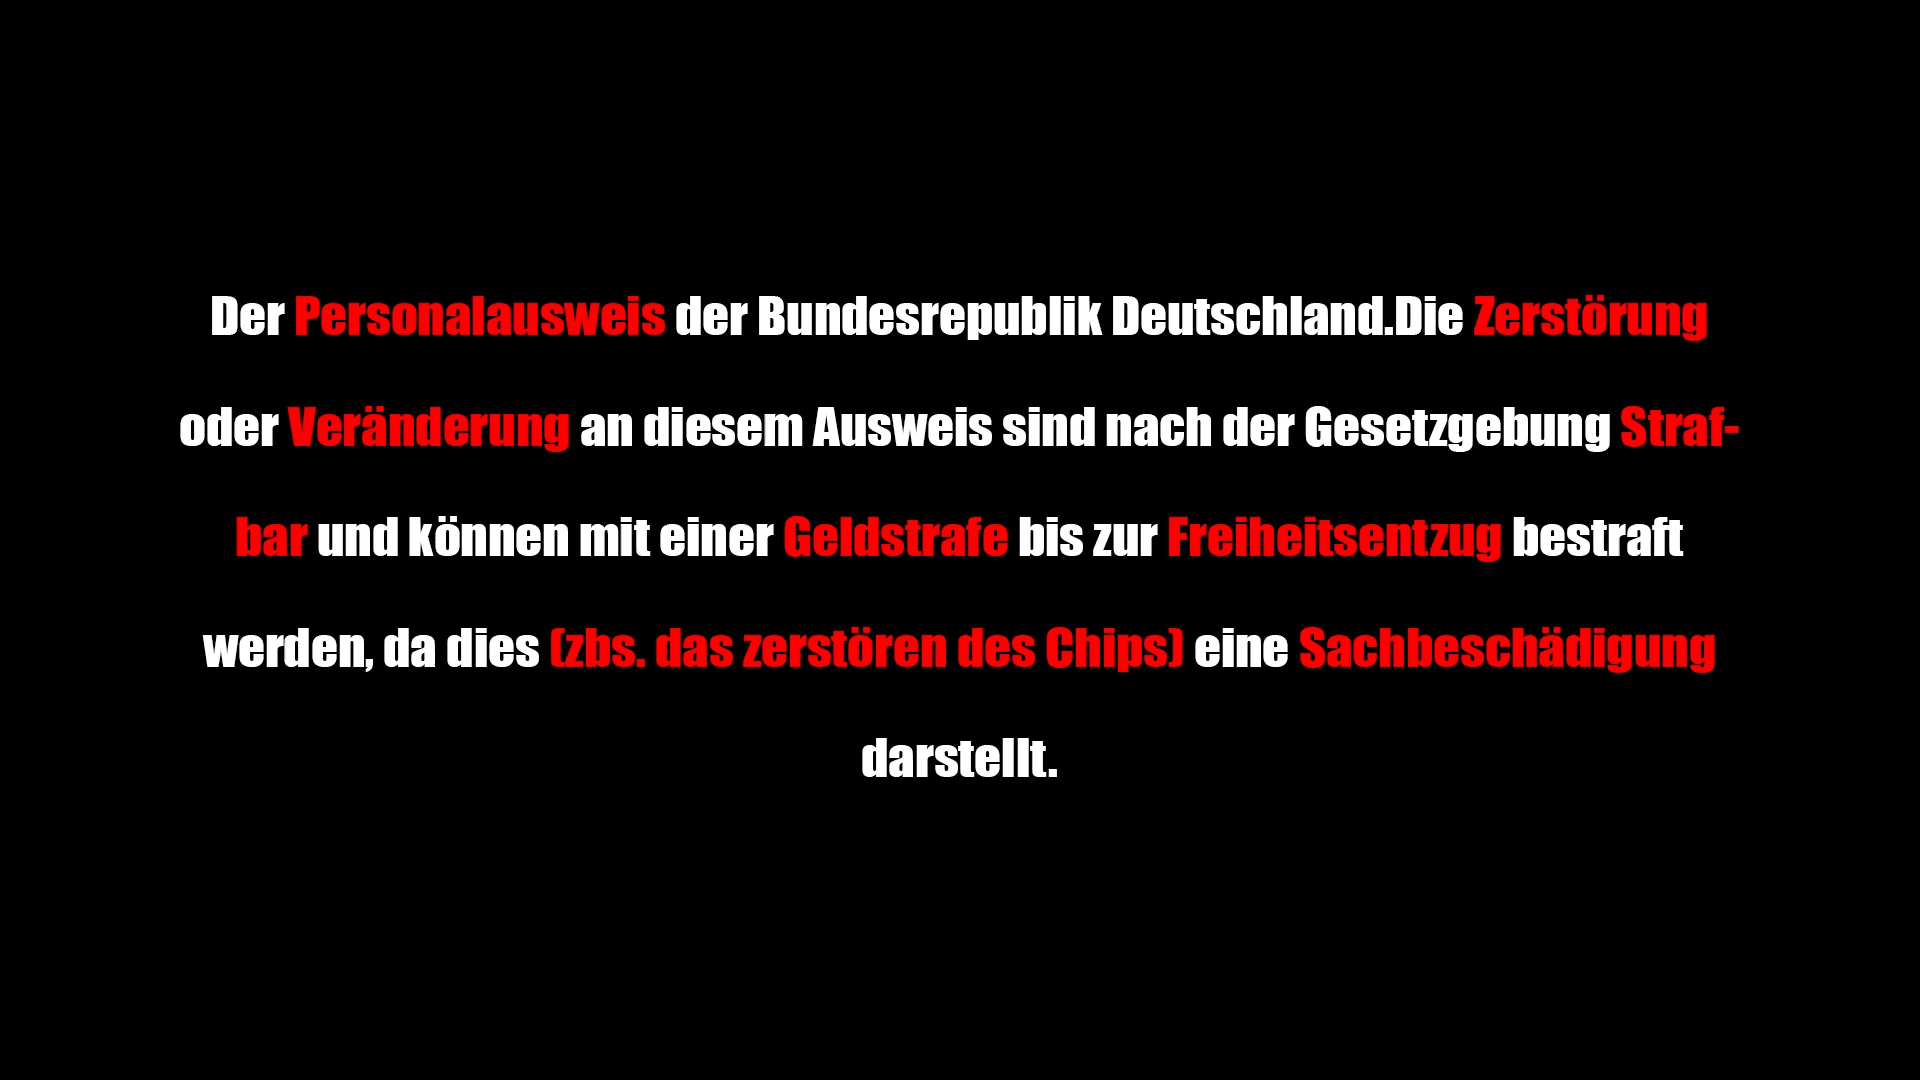 Der Personalausweis der Bundesrepublik Deutschland.Die Zerstörung
oder Veränderung an diesem Ausweis sind nach der Gesetzgebung Straf-
bar und können mit einer Geldstrafe bis zur Freiheitsentzug bestraft
werden, da dies (zbs. das zerstören des Chips) eine Sachbeschädigung
darstellt.